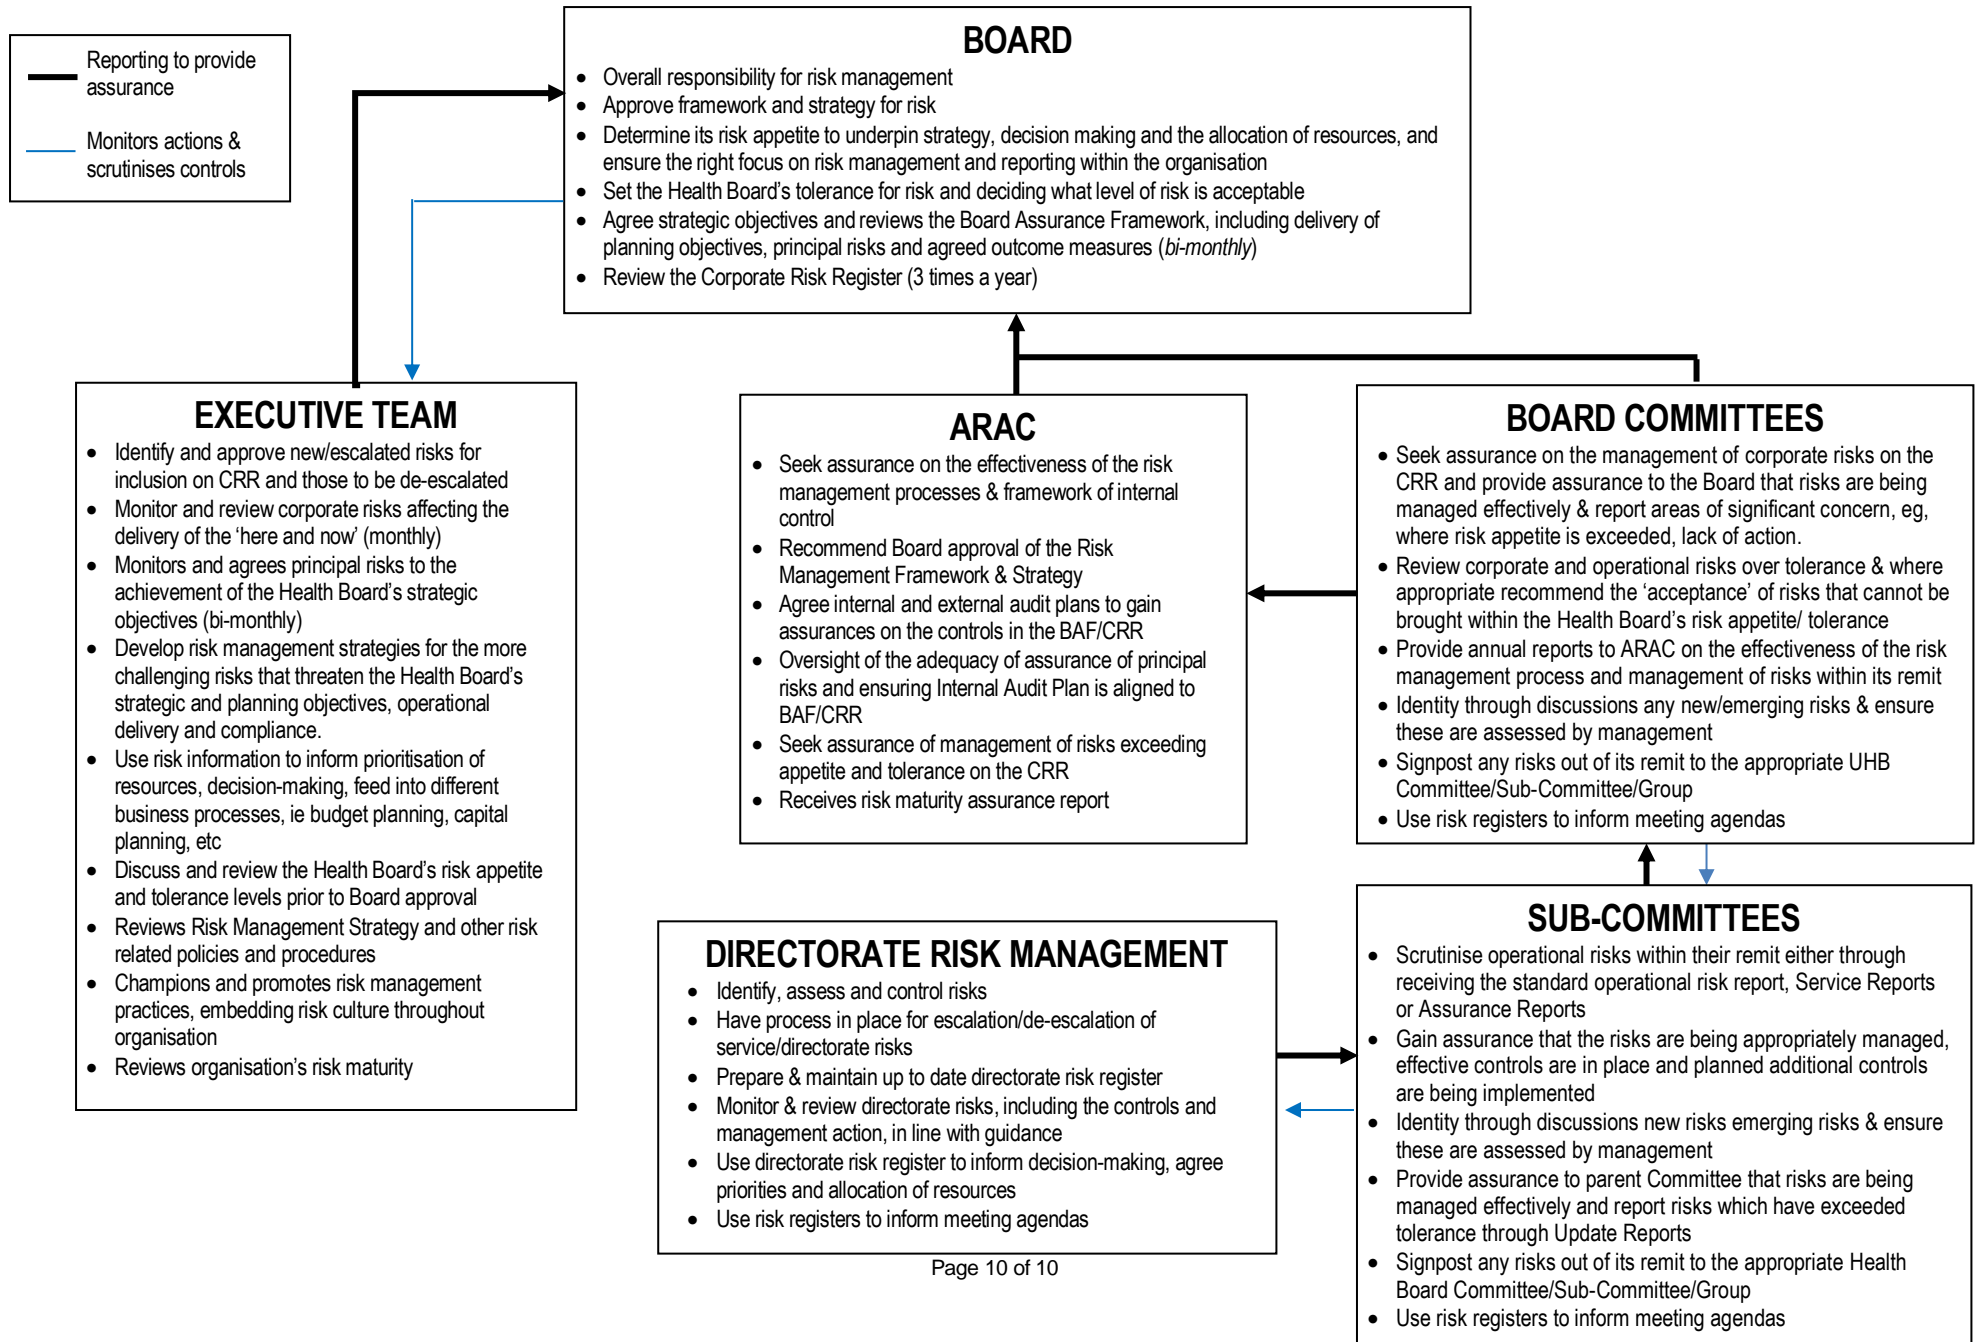 Reporting to provide
assurance
Monitors actions &
scrutinises controls
BOARD
• Overall responsibility for risk management
• Approve framework and strategy for risk
• Determine its risk appetite to underpin strategy, decision making and the allocation of resources, and
ensure the right focus on risk management and reporting within the organisation
• Set the Health Board’s tolerance for risk and deciding what level of risk is acceptable
• Agree strategic objectives and reviews the Board Assurance Framework, including delivery of
planning objectives, principal risks and agreed outcome measures (bi-monthly)
• Review the Corporate Risk Register (3 times a year)
EXECUTIVE TEAM
• Identify and approve new/escalated risks for
inclusion on CRR and those to be de-escalated
• Monitor and review corporate risks affecting the
delivery of the ‘here and now’ (monthly)
• Monitors and agrees principal risks to the
achievement of the Health Board’s strategic
objectives (bi-monthly)
• Develop risk management strategies for the more
challenging risks that threaten the Health Board’s
strategic and planning objectives, operational
delivery and compliance.
• Use risk information to inform prioritisation of
resources, decision-making, feed into different
business processes, ie budget planning, capital
planning, etc
• Discuss and review the Health Board’s risk appetite
and tolerance levels prior to Board approval
• Reviews Risk Management Strategy and other risk
related policies and procedures
• Champions and promotes risk management
practices, embedding risk culture throughout
organisation
• Reviews organisation’s risk maturity
ARAC
• Seek assurance on the effectiveness of the risk
management processes & framework of internal
control
• Recommend Board approval of the Risk
Management Framework & Strategy
• Agree internal and external audit plans to gain
assurances on the controls in the BAF/CRR
• Oversight of the adequacy of assurance of principal
risks and ensuring Internal Audit Plan is aligned to
BAF/CRR
• Seek assurance of management of risks exceeding
appetite and tolerance on the CRR
• Receives risk maturity assurance report
BOARD COMMITTEES
• Seek assurance on the management of corporate risks on the
CRR and provide assurance to the Board that risks are being
managed effectively & report areas of significant concern, eg,
where risk appetite is exceeded, lack of action.
• Review corporate and operational risks over tolerance & where
appropriate recommend the ‘acceptance’ of risks that cannot be
brought within the Health Board’s risk appetite/ tolerance
• Provide annual reports to ARAC on the effectiveness of the risk
management process and management of risks within its remit
• Identity through discussions any new/emerging risks & ensure
these are assessed by management
• Signpost any risks out of its remit to the appropriate UHB
Committee/Sub-Committee/Group
• Use risk registers to inform meeting agendas
DIRECTORATE RISK MANAGEMENT
• Identify, assess and control risks
• Have process in place for escalation/de-escalation of
service/directorate risks
• Prepare & maintain up to date directorate risk register
• Monitor & review directorate risks, including the controls and
management action, in line with guidance
• Use directorate risk register to inform decision-making, agree
priorities and allocation of resources
• Use risk registers to inform meeting agendas
SUB-COMMITTEES
• Scrutinise operational risks within their remit either through
receiving the standard operational risk report, Service Reports
or Assurance Reports
• Gain assurance that the risks are being appropriately managed,
effective controls are in place and planned additional controls
are being implemented
• Identity through discussions new risks emerging risks & ensure
these are assessed by management
• Provide assurance to parent Committee that risks are being
managed effectively and report risks which have exceeded
tolerance through Update Reports
• Signpost any risks out of its remit to the appropriate Health
Board Committee/Sub-Committee/Group
• Use risk registers to inform meeting agendas
Page 10 of 10